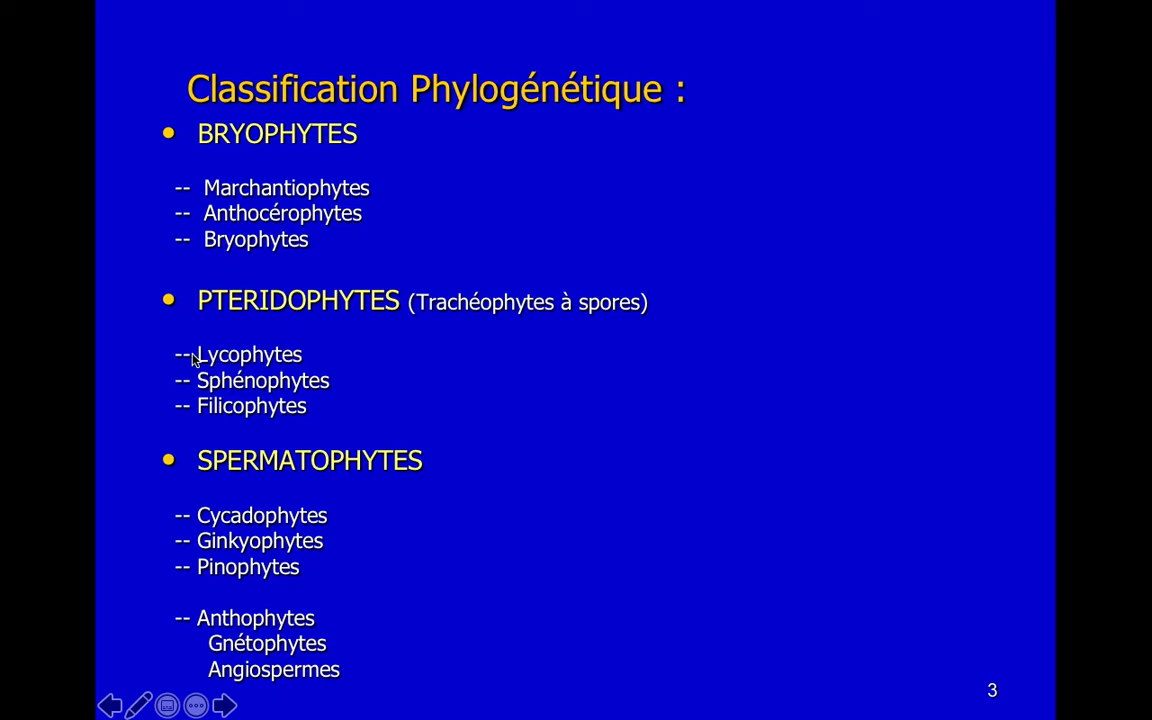 Classification Phylogénétique :
• BRYOPHYTES
-- Marchantiophytes
-- Anthocérophytes
-- Bryophytes
• PTERIDOPHYTES (Trachéophytes à spores)
-- Lycophytes
-- Sphénophytes
-- Filicophytes
• SPERMATOPHYTES
-- Cycadophytes
-- Ginkyophytes
-- Pinophytes
-- Anthophytes
Gnétophytes
Angiospermes
3